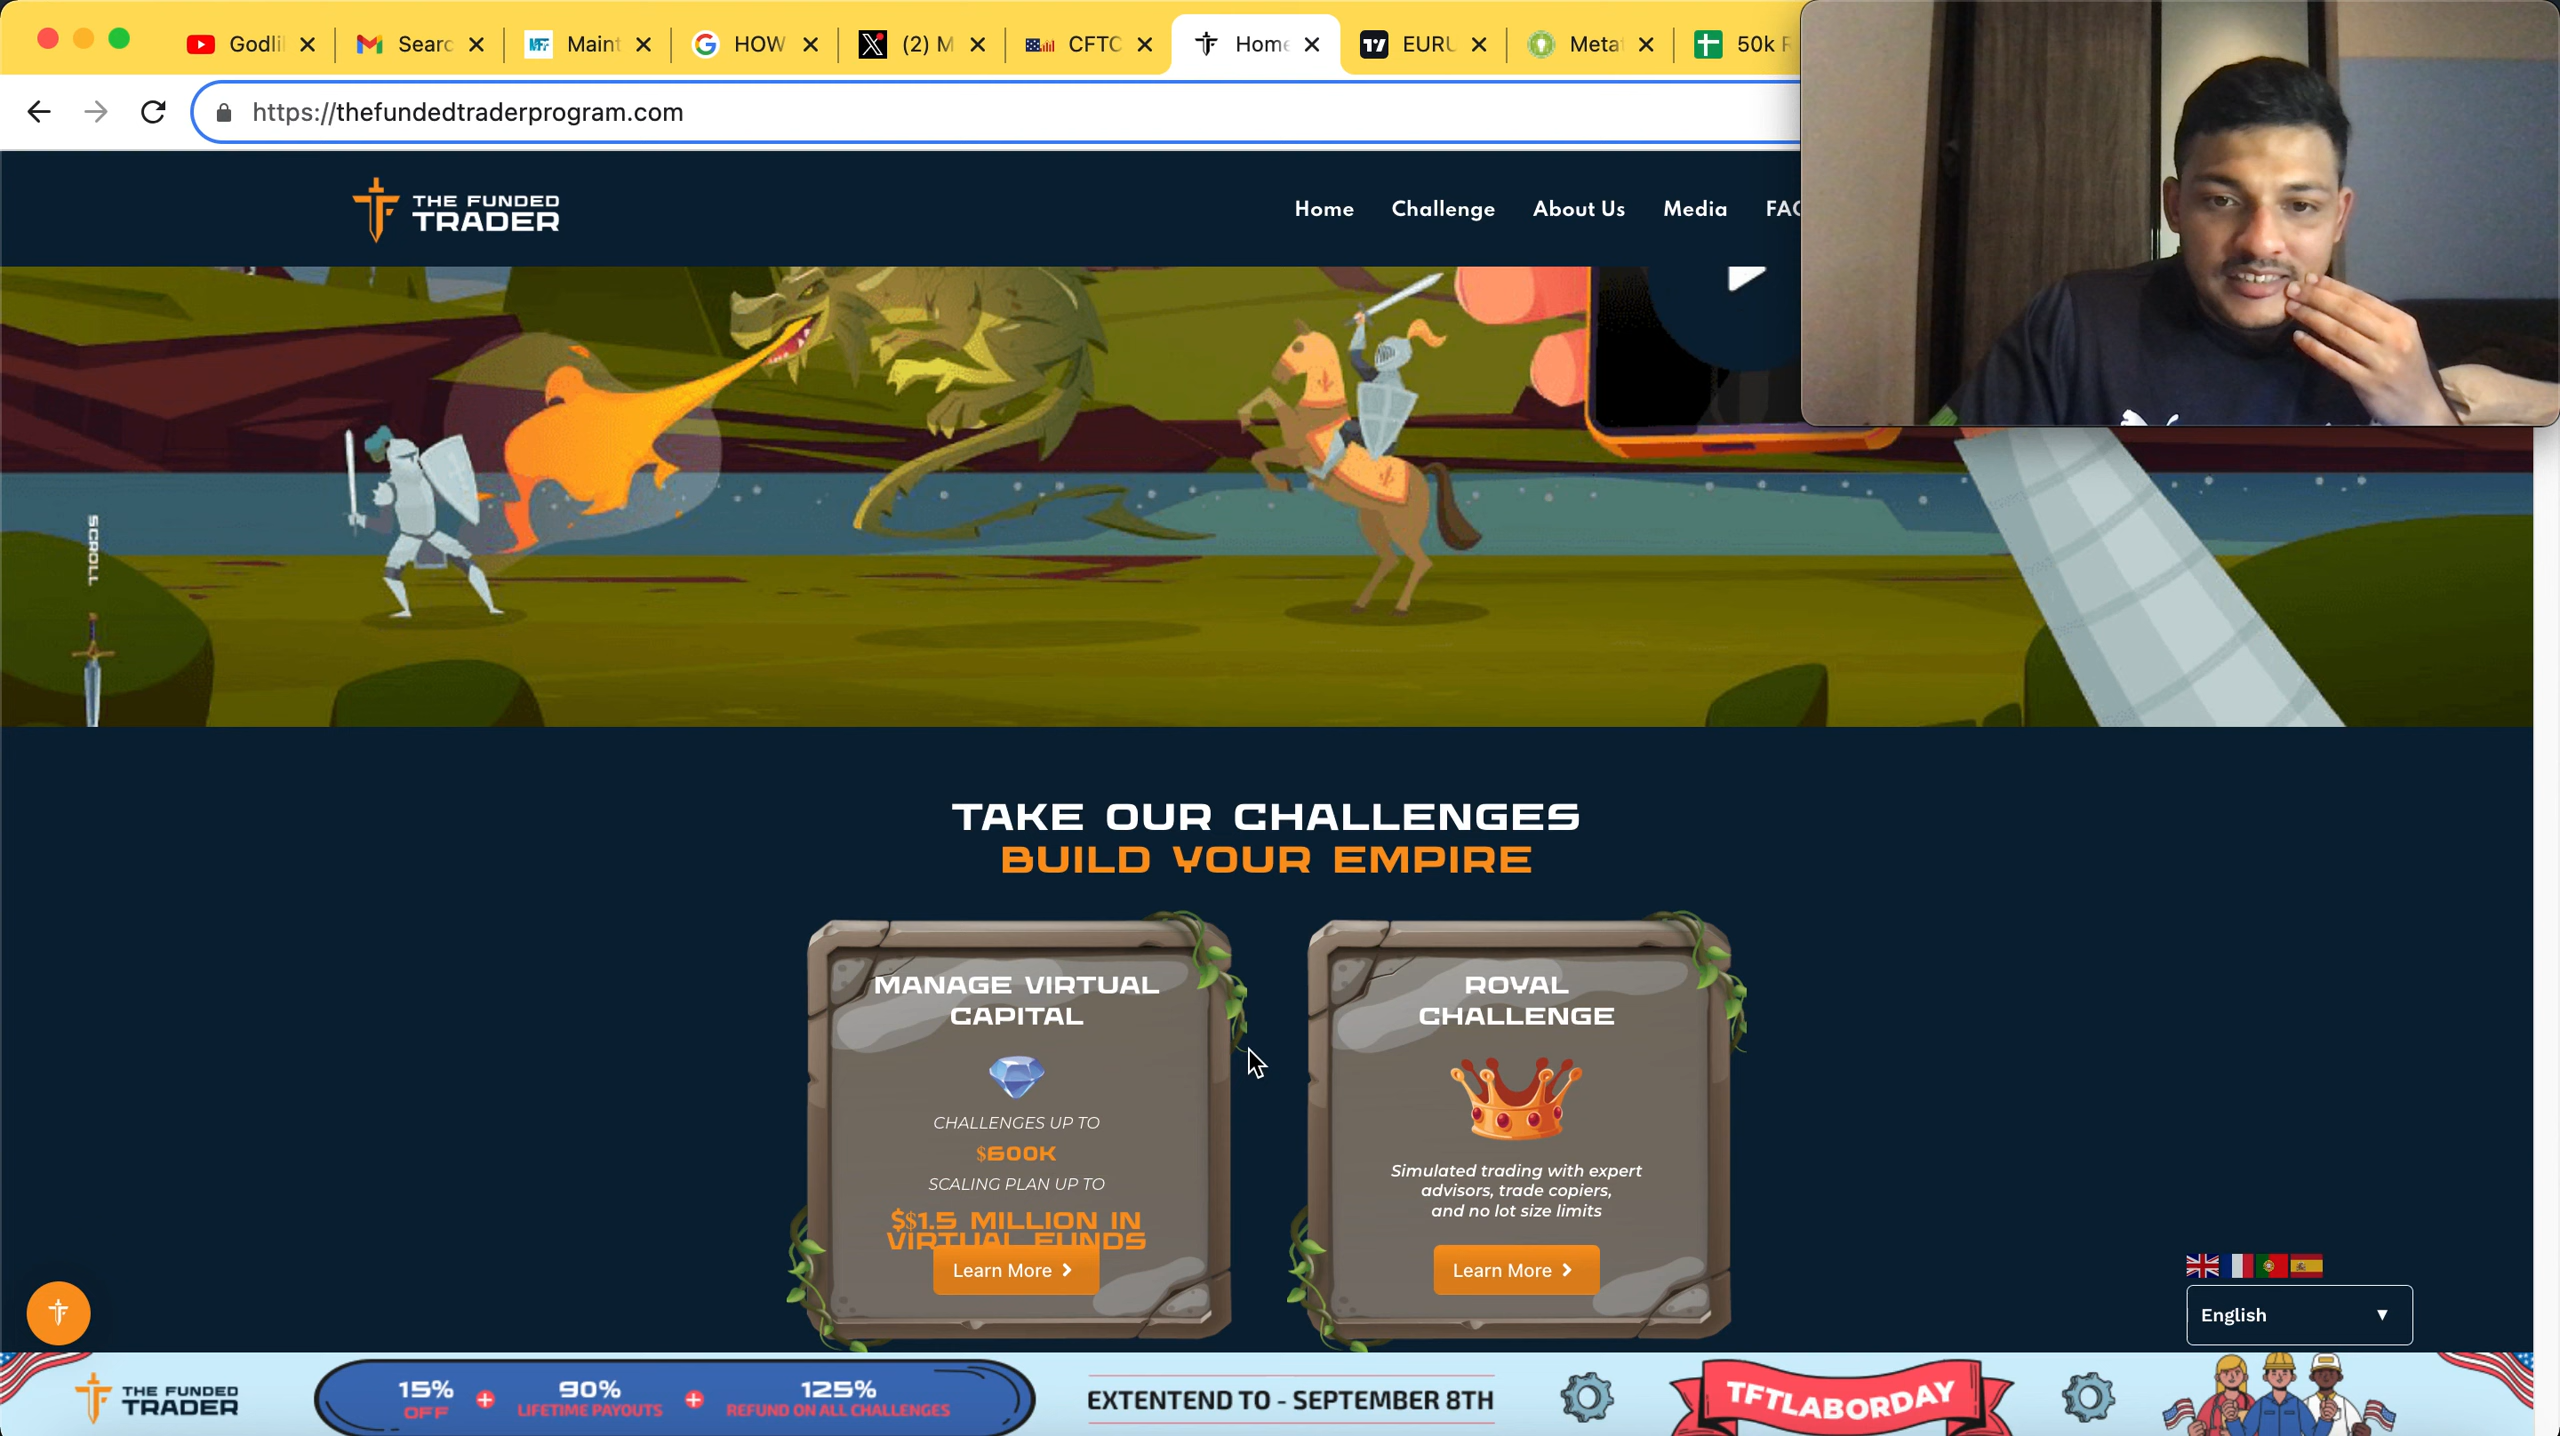 Godli
Searc
MFF
Maint
HOW
(2) M
CFTC
Home
EURU
Meta
50k F
https://thefundedtraderprogram.com
THE FUNDED
TRADER
Home
Challenge
About Us
Media
FAQ
SCROLL
TAKE OUR CHALLENGES
BUILD YOUR EMPIRE
MANAGE VIRTUAL
CAPITAL
CHALLENGES UP TO
$600K
SCALING PLAN UP TO
$$1.5 MILLION IN
VIRTUAL FUNDS
Learn More
ROYAL
CHALLENGE
Simulated trading with expert
advisors, trade copiers,
and no lot size limits
Learn More
English
THE FUNDED
TRADER
15%
OFF
90%
LIFETIME PAYOUTS
125%
REFUND ON ALL CHALLENGES
EXTENTEND TO - SEPTEMBER 8TH
TFTLABORDAY